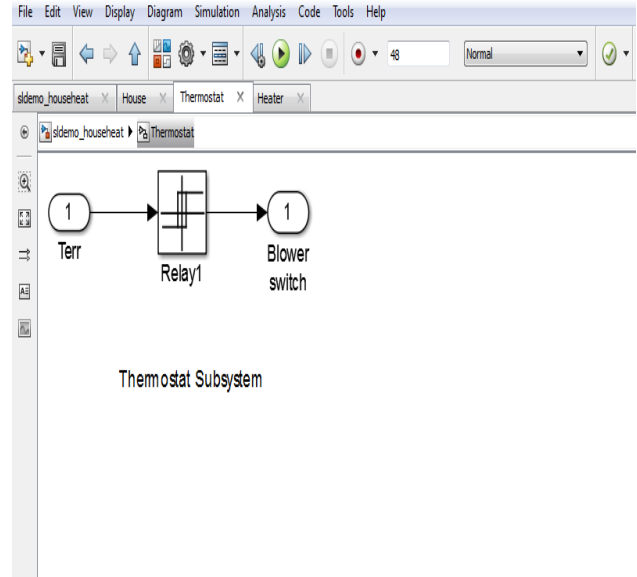 File Edit View Display Diagram Simulation Analysis Code Tools Help
48 Normal
sldemo_househeat House Thermostat Heater
sldemo_househeat Thermostat
1 1
Terr Relay1 Blower
switch
Thermostat Subsystem